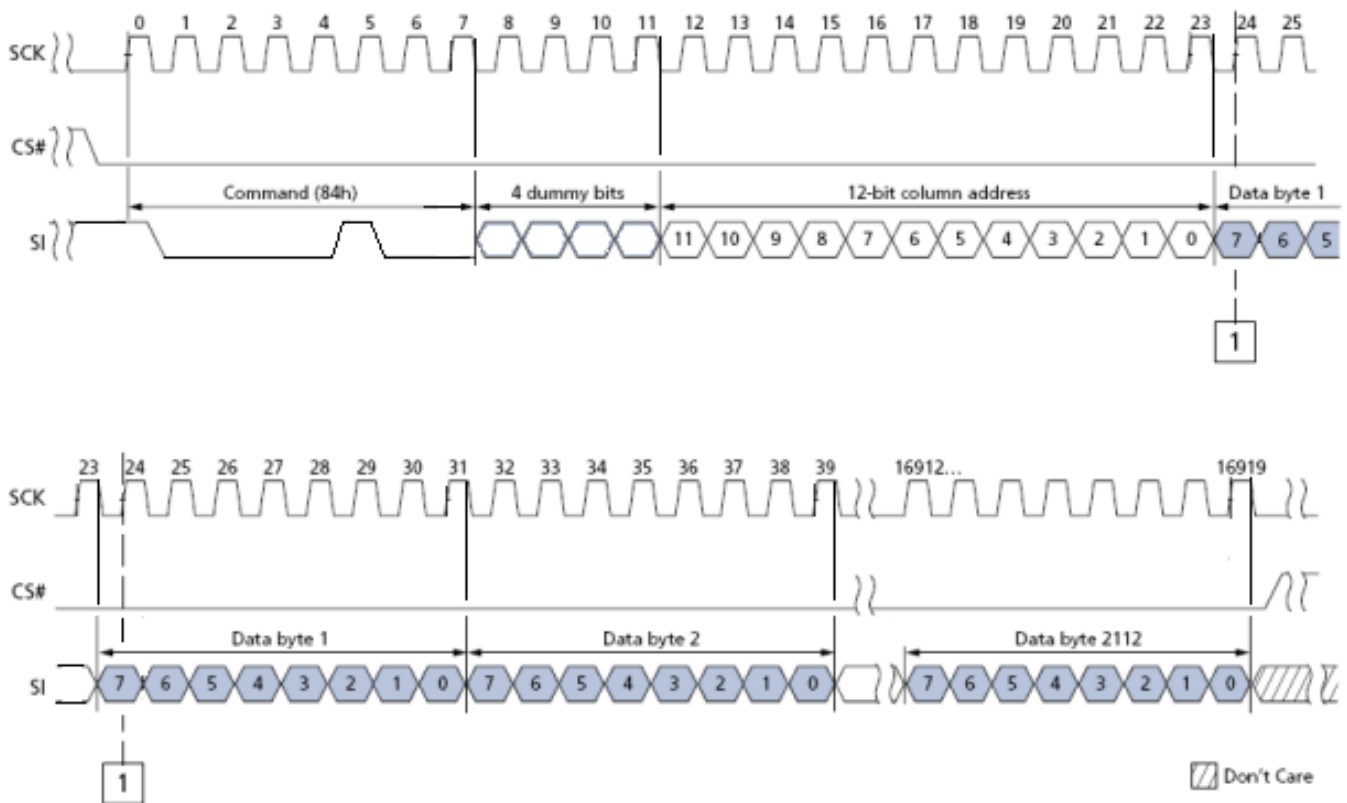 0 1 2 3 4 5 6 7 8 9 10 11 12 13 14 15 16 17 18 19 20 21 22 23 24 25
SCK
CS#
Command (84h) 4 dummy bits 12-bit column address Data byte 1
SI 11 10 9 8 7 6 5 4 3 2 1 0 7 6 5
1
23 24 25 26 27 28 29 30 31 32 33 34 35 36 37 38 39 16912... 16919
SCK
CS#
Data byte 1 Data byte 2 Data byte 2112
SI 7 6 5 4 3 2 1 0 7 6 5 4 3 2 1 0 7 6 5 4 3 2 1 0
1
Don't Care